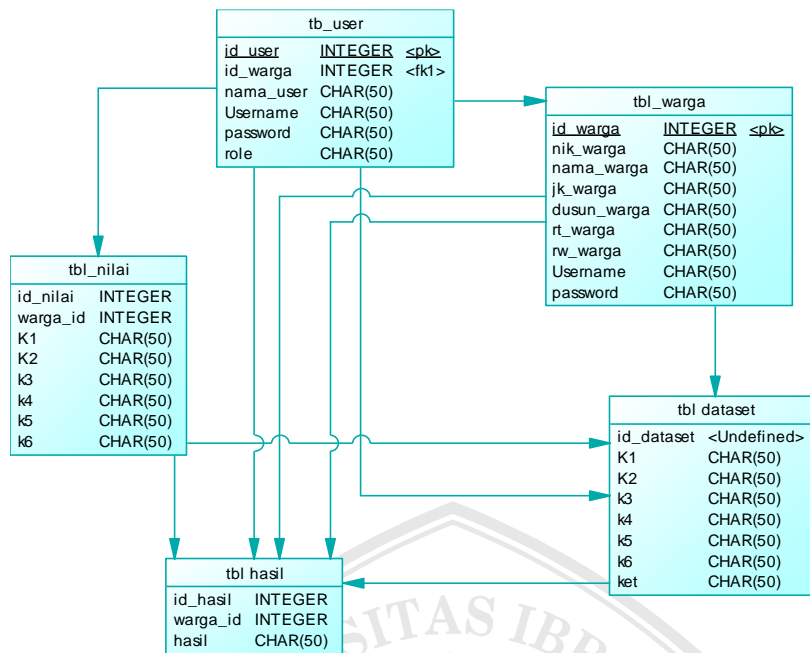 tb_user
id_user INTEGER <pk>
id_warga INTEGER <fk1>
nama_user CHAR(50)
Username CHAR(50)
password CHAR(50)
role CHAR(50)
tbl_warga
id_warga INTEGER <pk>
nik_warga CHAR(50)
nama_warga CHAR(50)
jk_warga CHAR(50)
dusun_warga CHAR(50)
rt_warga CHAR(50)
rw_warga CHAR(50)
Username CHAR(50)
password CHAR(50)
tbl_nilai
id_nilai INTEGER
warga_id INTEGER
K1 CHAR(50)
K2 CHAR(50)
k3 CHAR(50)
k4 CHAR(50)
k5 CHAR(50)
k6 CHAR(50)
tbl dataset
id_dataset <Undefined>
K1 CHAR(50)
K2 CHAR(50)
k3 CHAR(50)
k4 CHAR(50)
k5 CHAR(50)
k6 CHAR(50)
ket CHAR(50)
tbl hasil
id_hasil INTEGER
warga_id INTEGER
hasil CHAR(50)
SITAS IBR